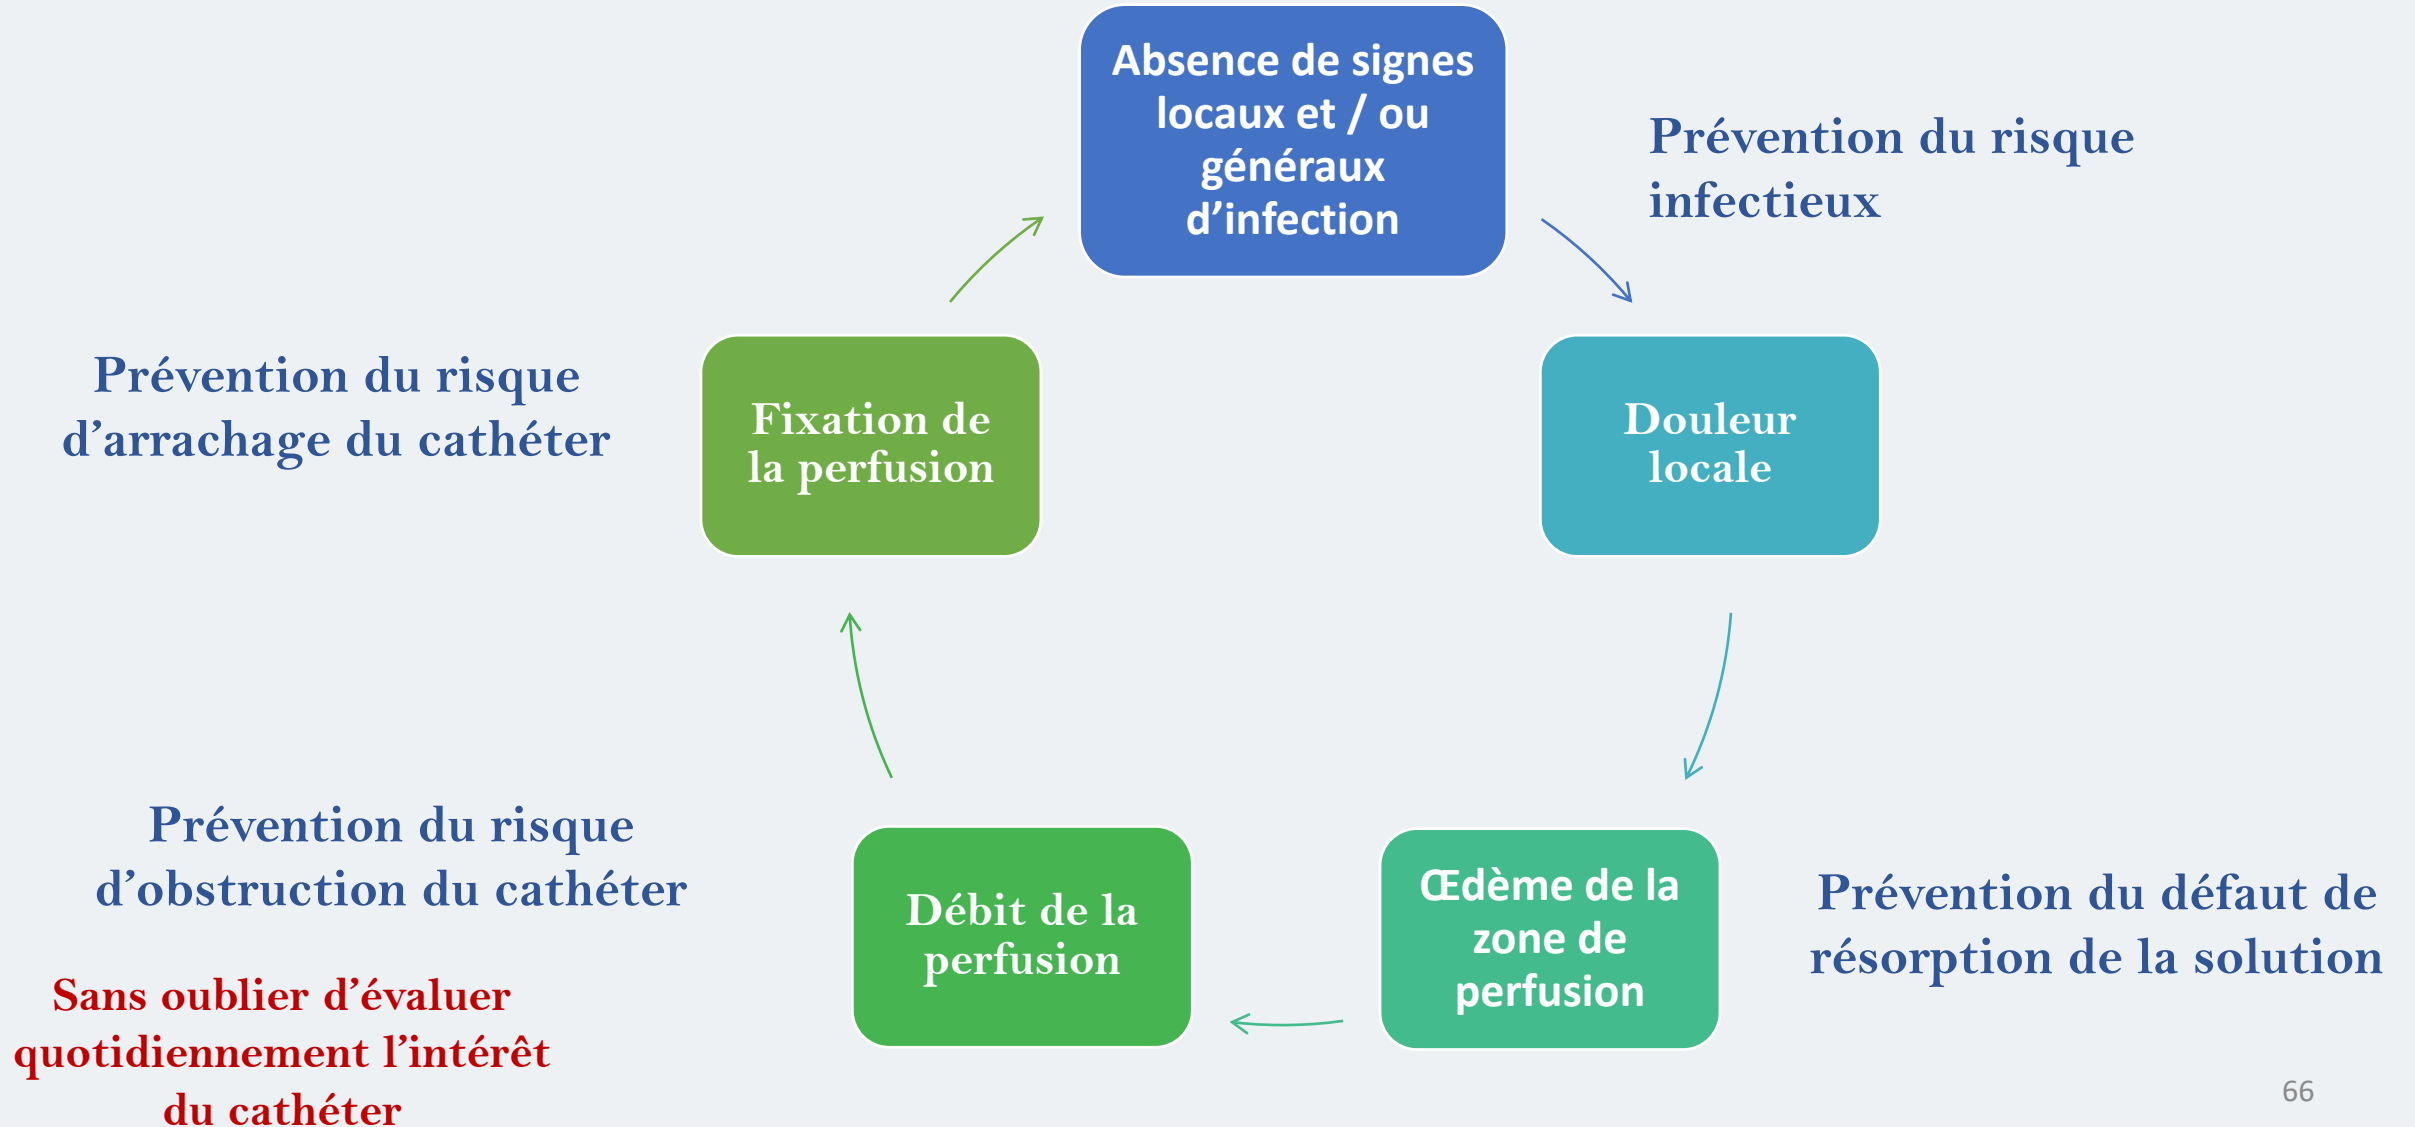 Absence de signes
locaux et / ou
généraux
d’infection
Prévention du risque
infectieux
Douleur
locale
Œdème de la
zone de
perfusion
Prévention du défaut de
résorption de la solution
Débit de la
perfusion
Prévention du risque
d’obstruction du cathéter
Fixation de
la perfusion
Prévention du risque
d’arrachage du cathéter
Sans oublier d’évaluer
quotidiennement l’intérêt
du cathéter
66